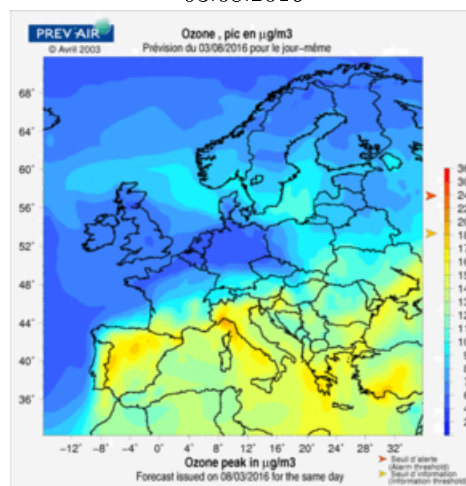 PREV'AIR
© Avril 2003
Ozone , pic en µg/m3
Prévision du 03/08/2016 pour le jour-même
68°
64°
60°
56°
52°
48°
44°
40°
36°
-12° -8° -4° 0° 4° 8° 12° 16° 20° 24° 28° 32°
Ozone peak in µg/m3
Forecast issued on 08/03/2016 for the same day
Seuil d'alerte
(Alarm threshold)
Seuil d'information
(Information threshold)